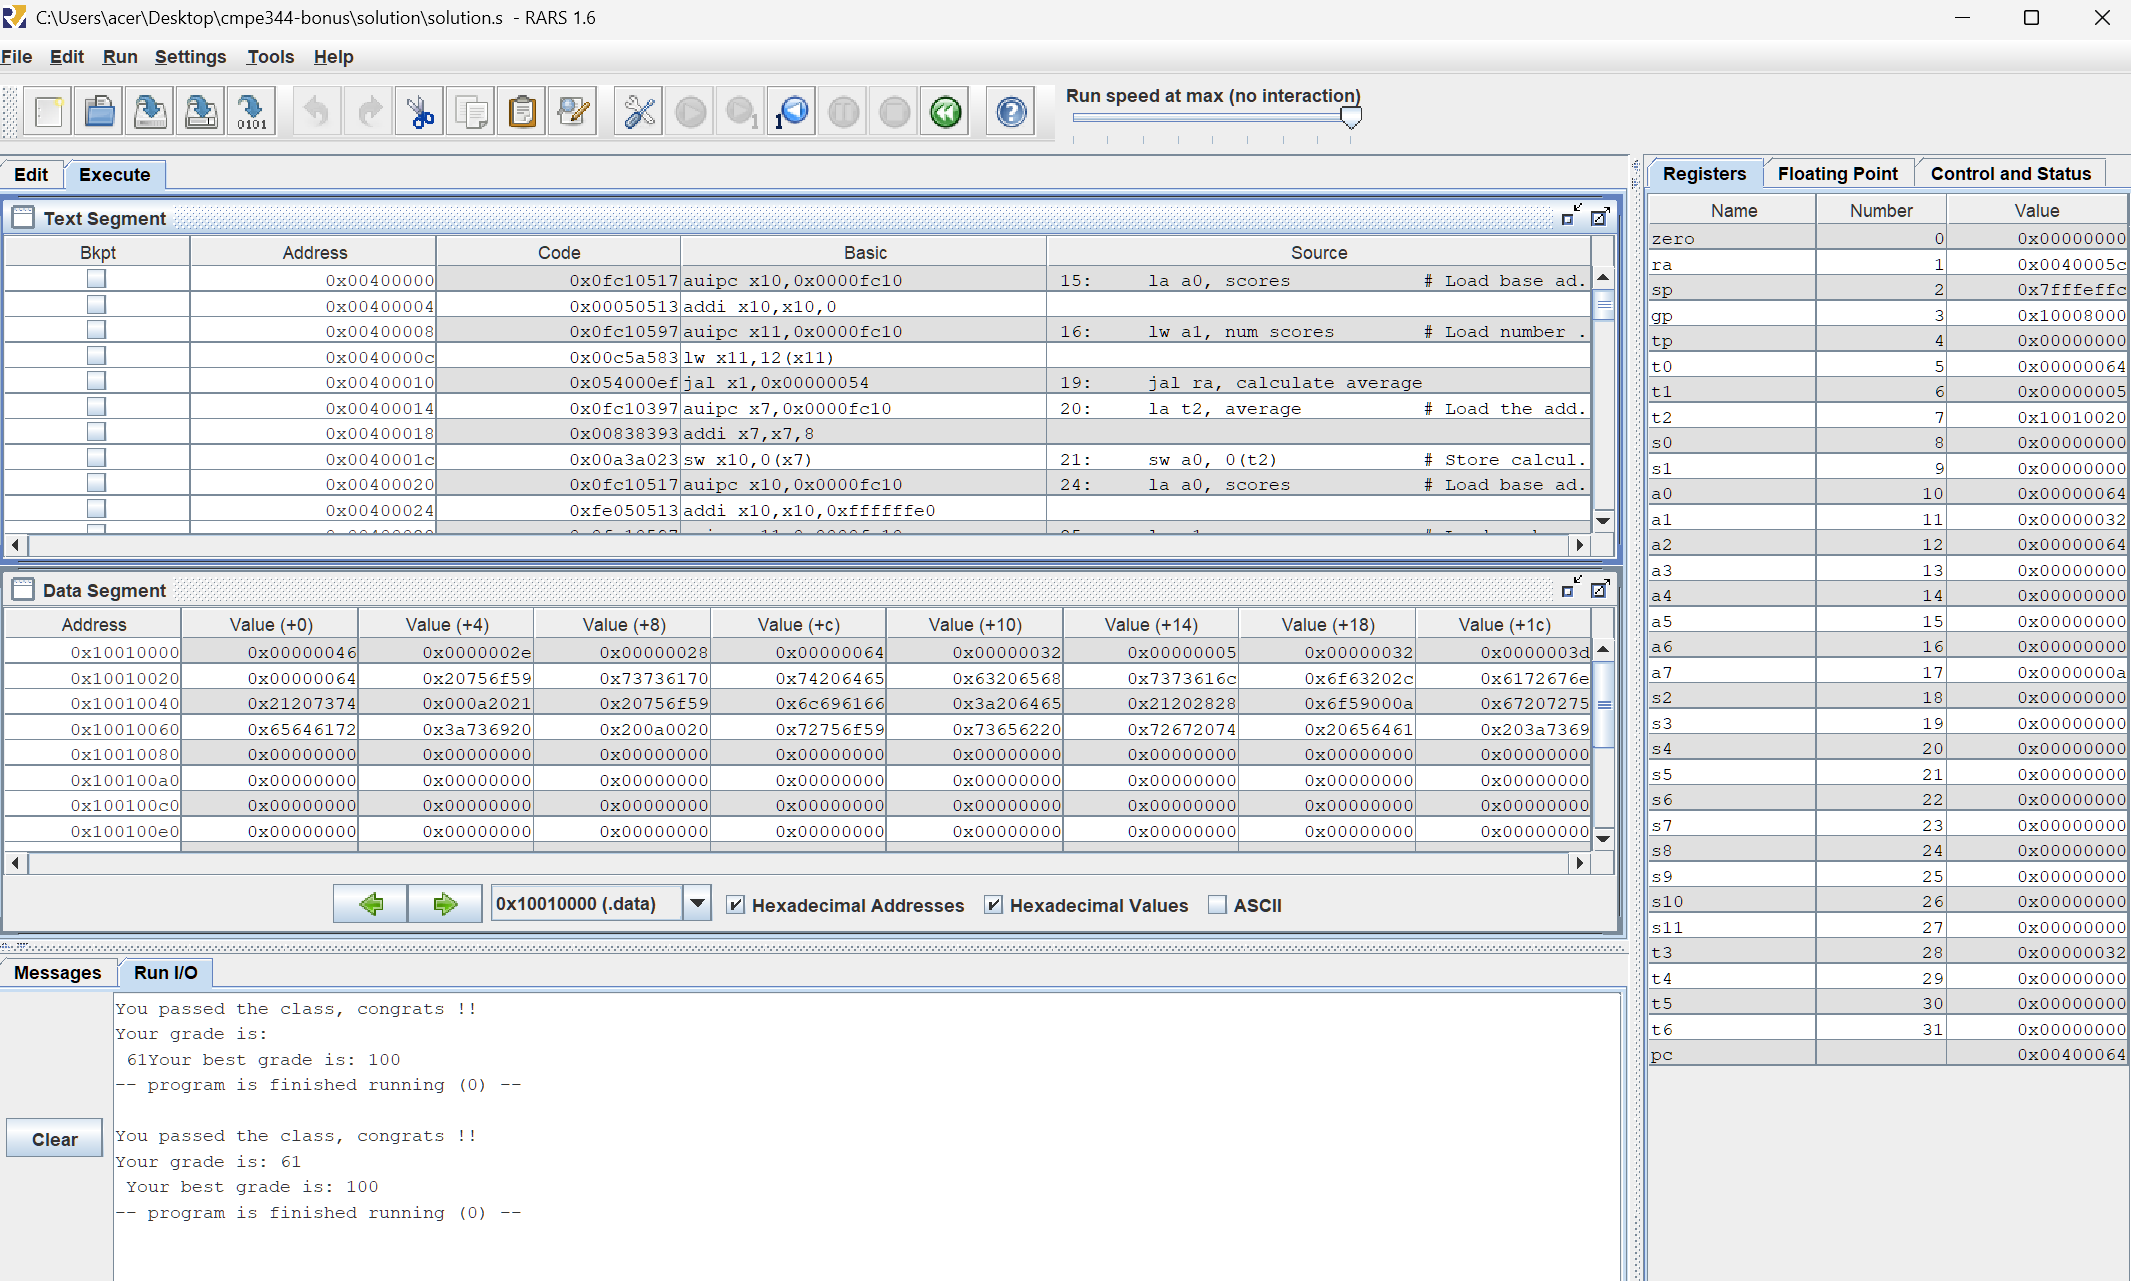 C:\Users\acer\Desktop\cmpe344-bonus\solution\solution.s - RARS 1.6
File Edit Run Settings Tools Help
Run speed at max (no interaction)
Edit Execute
Text Segment
Bkpt Address Code Basic Source
0x00400000 0x0fc10517 auipc x10,0x0000fc10 15: la a0, scores # Load base ad.
0x00400004 0x00050513 addi x10,x10,0
0x00400008 0x0fc10597 auipc x11,0x0000fc10 16: lw a1, num scores # Load number .
0x0040000c 0x00c5a583 lw x11,12(x11)
0x00400010 0x054000ef jal x1,0x00000054 19: jal ra, calculate average
0x00400014 0x0fc10397 auipc x7,0x0000fc10 20: la t2, average # Load the add.
0x00400018 0x00838393 addi x7,x7,8
0x0040001c 0x00a3a023 sw x10,0(x7) 21: sw a0, 0(t2) # Store calcul.
0x00400020 0x0fc10517 auipc x10,0x0000fc10 24: la a0, scores # Load base ad.
0x00400024 0xfe050513 addi x10,x10,0xffffffe0
Data Segment
Address Value (+0) Value (+4) Value (+8) Value (+c) Value (+10) Value (+14) Value (+18) Value (+1c)
0x10010000 0x00000046 0x0000002e 0x00000028 0x00000064 0x00000032 0x00000005 0x00000032 0x0000003d
0x10010020 0x00000064 0x20756f59 0x73736170 0x74206465 0x63206568 0x7373616c 0x6f63202c 0x6172676e
0x10010040 0x21207374 0x000a2021 0x20756f59 0x6c696166 0x3a206465 0x21202828 0x6f59000a 0x67207275
0x10010060 0x65646172 0x3a736920 0x200a0020 0x72756f59 0x73656220 0x72672074 0x20656461 0x203a7369
0x10010080 0x00000000 0x00000000 0x00000000 0x00000000 0x00000000 0x00000000 0x00000000 0x00000000
0x100100a0 0x00000000 0x00000000 0x00000000 0x00000000 0x00000000 0x00000000 0x00000000 0x00000000
0x100100c0 0x00000000 0x00000000 0x00000000 0x00000000 0x00000000 0x00000000 0x00000000 0x00000000
0x100100e0 0x00000000 0x00000000 0x00000000 0x00000000 0x00000000 0x00000000 0x00000000 0x00000000
0x10010000 (.data) Hexadecimal Addresses Hexadecimal Values ASCII
Messages Run I/O
Clear
You passed the class, congrats !!
Your grade is:
61Your best grade is: 100
-- program is finished running (0) --
You passed the class, congrats !!
Your grade is: 61
Your best grade is: 100
-- program is finished running (0) --
Registers Floating Point Control and Status
Name Number Value
zero 0 0x00000000
ra 1 0x0040005c
sp 2 0x7fffeffc
gp 3 0x10008000
tp 4 0x00000000
t0 5 0x00000064
t1 6 0x00000005
t2 7 0x10010020
s0 8 0x00000000
s1 9 0x00000000
a0 10 0x00000064
a1 11 0x00000032
a2 12 0x00000064
a3 13 0x00000000
a4 14 0x00000000
a5 15 0x00000000
a6 16 0x00000000
a7 17 0x0000000a
s2 18 0x00000000
s3 19 0x00000000
s4 20 0x00000000
s5 21 0x00000000
s6 22 0x00000000
s7 23 0x00000000
s8 24 0x00000000
s9 25 0x00000000
s10 26 0x00000000
s11 27 0x00000000
t3 28 0x00000032
t4 29 0x00000000
t5 30 0x00000000
t6 31 0x00000000
pc 0x00400064